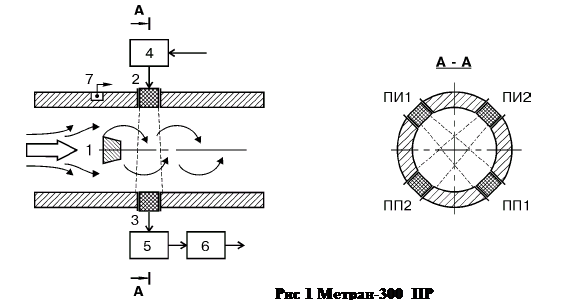 А
4
7
2
А - А
ПИ1
ПИ2
1
ПП2
ПП1
3
5
6
А
Рис 1 Метран-300 ПР